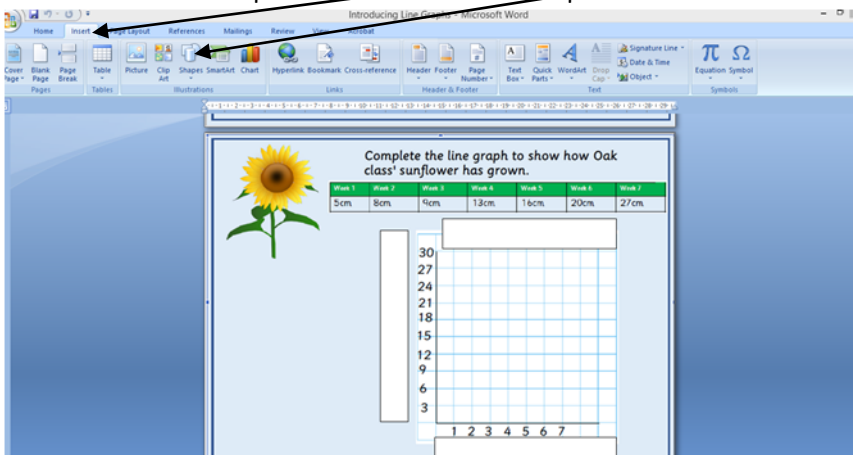 Introducing Line Graphs - Microsoft Word
Home Insert Page Layout References Mailings Review View Acrobat
Cover Page Blank Page Page Break Table Picture Clip Art Shapes SmartArt Chart Hyperlink Bookmark Cross-reference Header Footer Page Number Text Box Quick Parts WordArt Drop Cap Signature Line Date & Time Object Equation Symbol
Pages Tables Illustrations Links Header & Footer Text Symbols
Complete the line graph to show how Oak
class' sunflower has grown.
Week 1 Week 2 Week 3 Week 4 Week 5 Week 6 Week 7
5cm 8cm 9cm 13cm 16cm 20cm 27cm
30
27
24
21
18
15
12
9
6
3
1 2 3 4 5 6 7